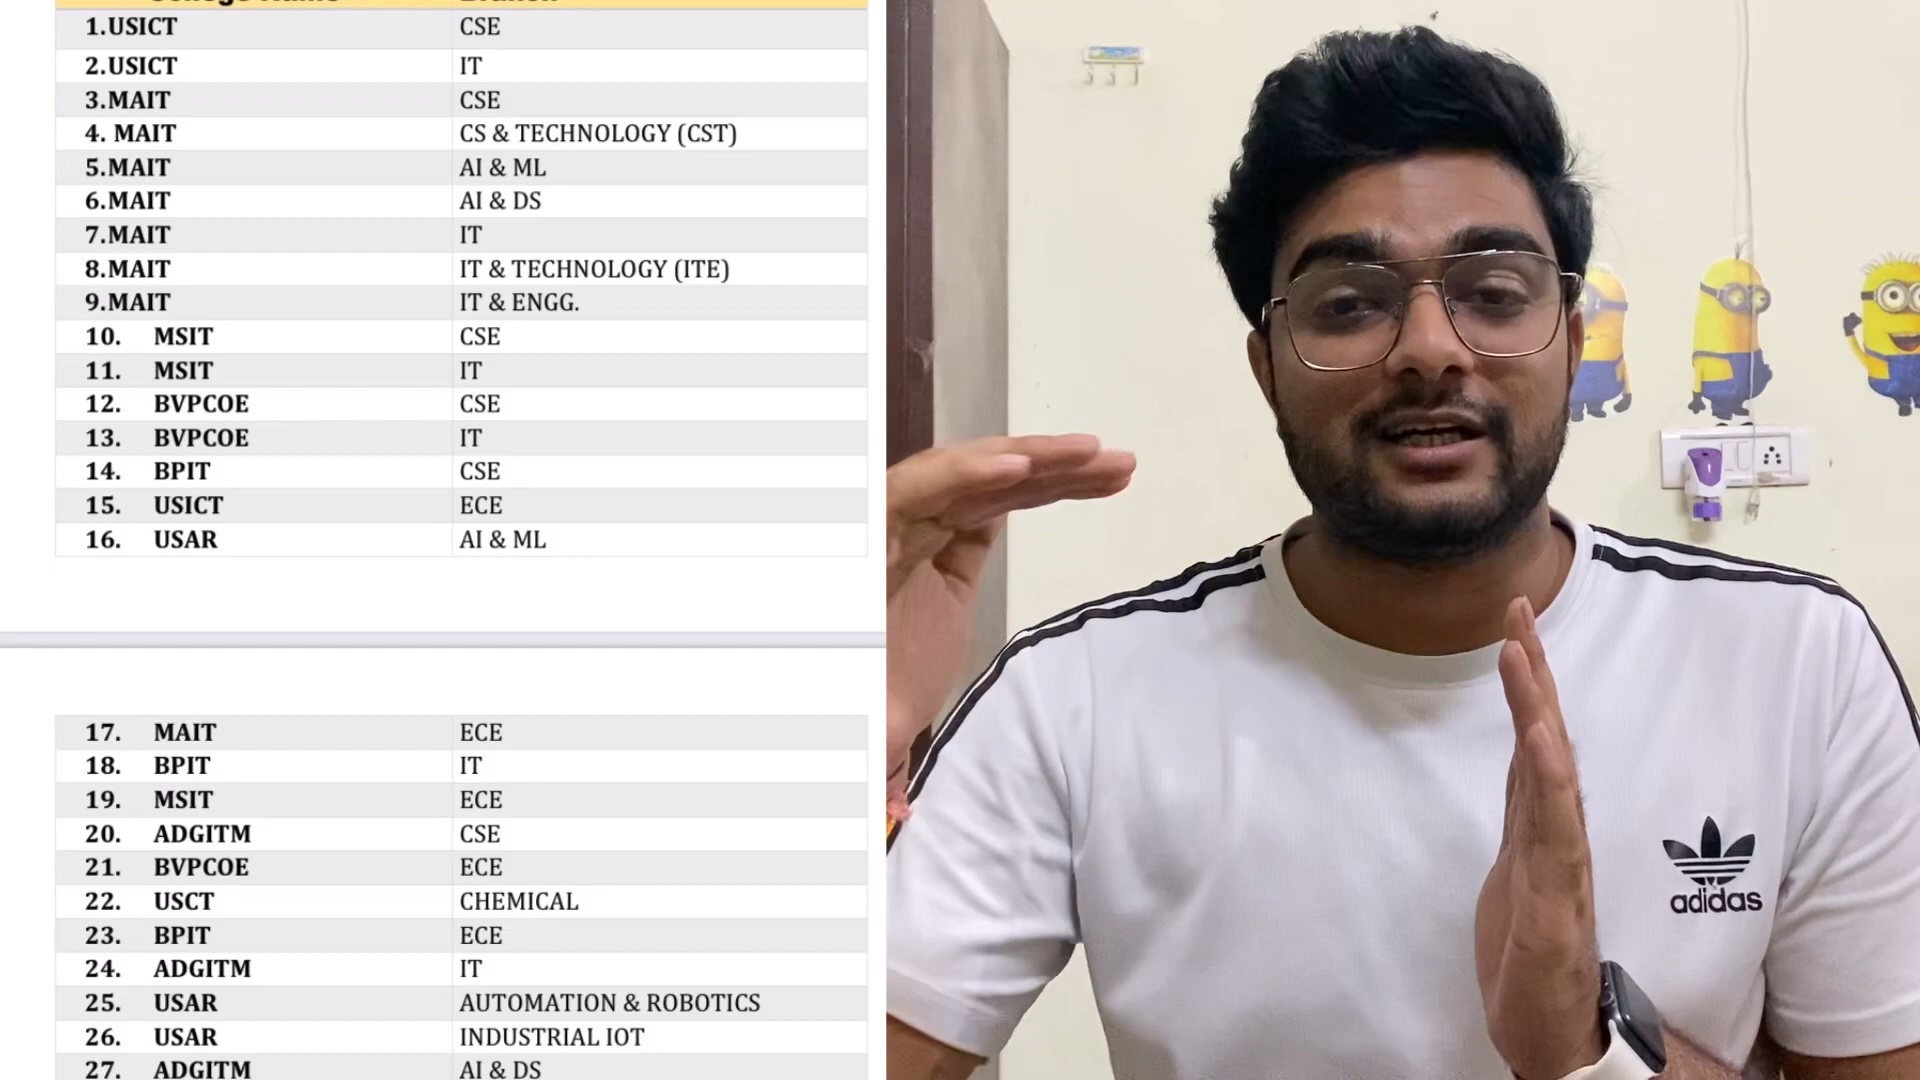 College Name Branch
1.USICT CSE
2.USICT IT
3.MAIT CSE
4. MAIT CS & TECHNOLOGY (CST)
5.MAIT AI & ML
6.MAIT AI & DS
7.MAIT IT
8.MAIT IT & TECHNOLOGY (ITE)
9.MAIT IT & ENGG.
10. MSIT CSE
11. MSIT IT
12. BVPCOE CSE
13. BVPCOE IT
14. BPIT CSE
15. USICT ECE
16. USAR AI & ML
17. MAIT ECE
18. BPIT IT
19. MSIT ECE
20. ADGITM CSE
21. BVPCOE ECE
22. USCT CHEMICAL
23. BPIT ECE
24. ADGITM IT
25. USAR AUTOMATION & ROBOTICS
26. USAR INDUSTRIAL IOT
27. ADGITM AI & DS
adidas